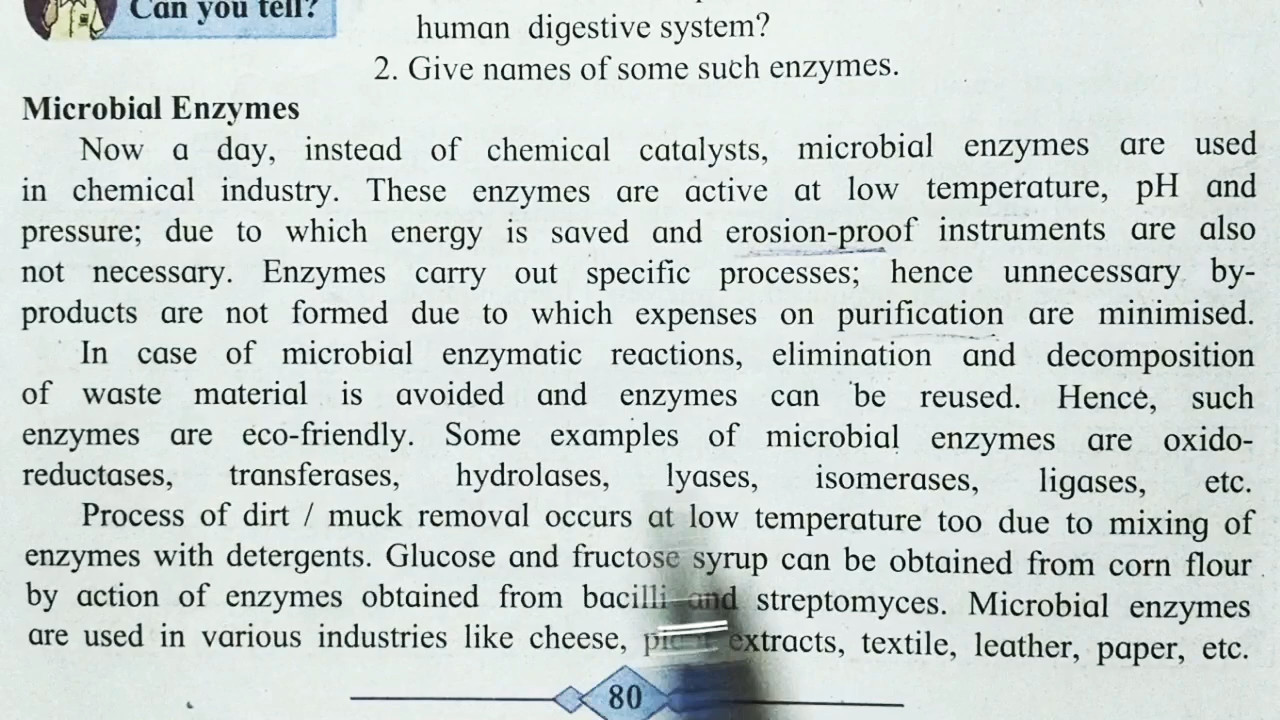 Can you tell?
human digestive system?
2. Give names of some such enzymes.
Microbial Enzymes
Now a day, instead of chemical catalysts, microbial enzymes are used
in chemical industry. These enzymes are active at low temperature, pH and
pressure; due to which energy is saved and erosion-proof instruments are also
not necessary. Enzymes carry out specific processes; hence unnecessary by-
products are not formed due to which expenses on purification are minimised.
In case of microbial enzymatic reactions, elimination and decomposition
of waste material is avoided and enzymes can be reused. Hence, such
enzymes are eco-friendly. Some examples of microbial enzymes are oxido-
reductases, transferases, hydrolases, lyases, isomerases, ligases, etc.
Process of dirt / muck removal occurs at low temperature too due to mixing of
enzymes with detergents. Glucose and fructose syrup can be obtained from corn flour
by action of enzymes obtained from bacilli and streptomyces. Microbial enzymes
are used in various industries like cheese, plant extracts, textile, leather, paper, etc.
80